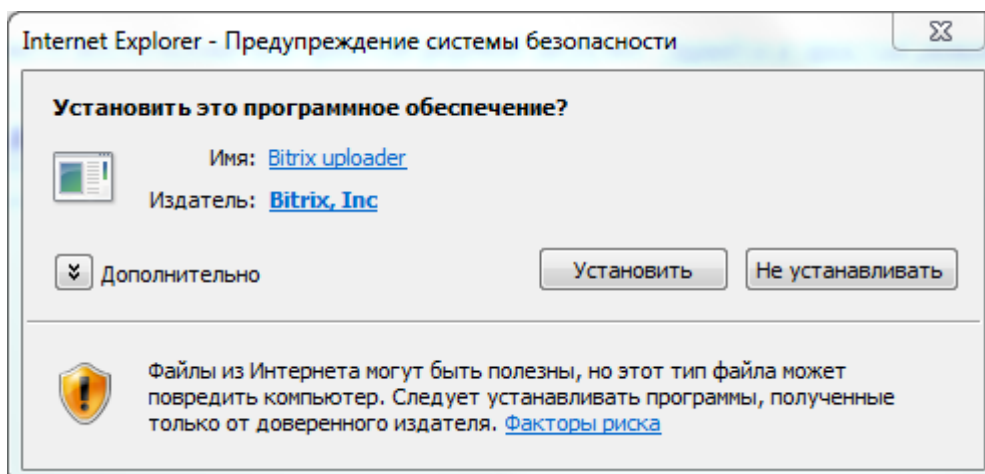 Internet Explorer - Предупреждение системы безопасности
Установить это программное обеспечение?
Имя: Bitrix uploader
Издатель: Bitrix, Inc
Дополнительно
Установить
Не устанавливать
Файлы из Интернета могут быть полезны, но этот тип файла может
повредить компьютер. Следует устанавливать программы, полученные
только от доверенного издателя. Факторы риска